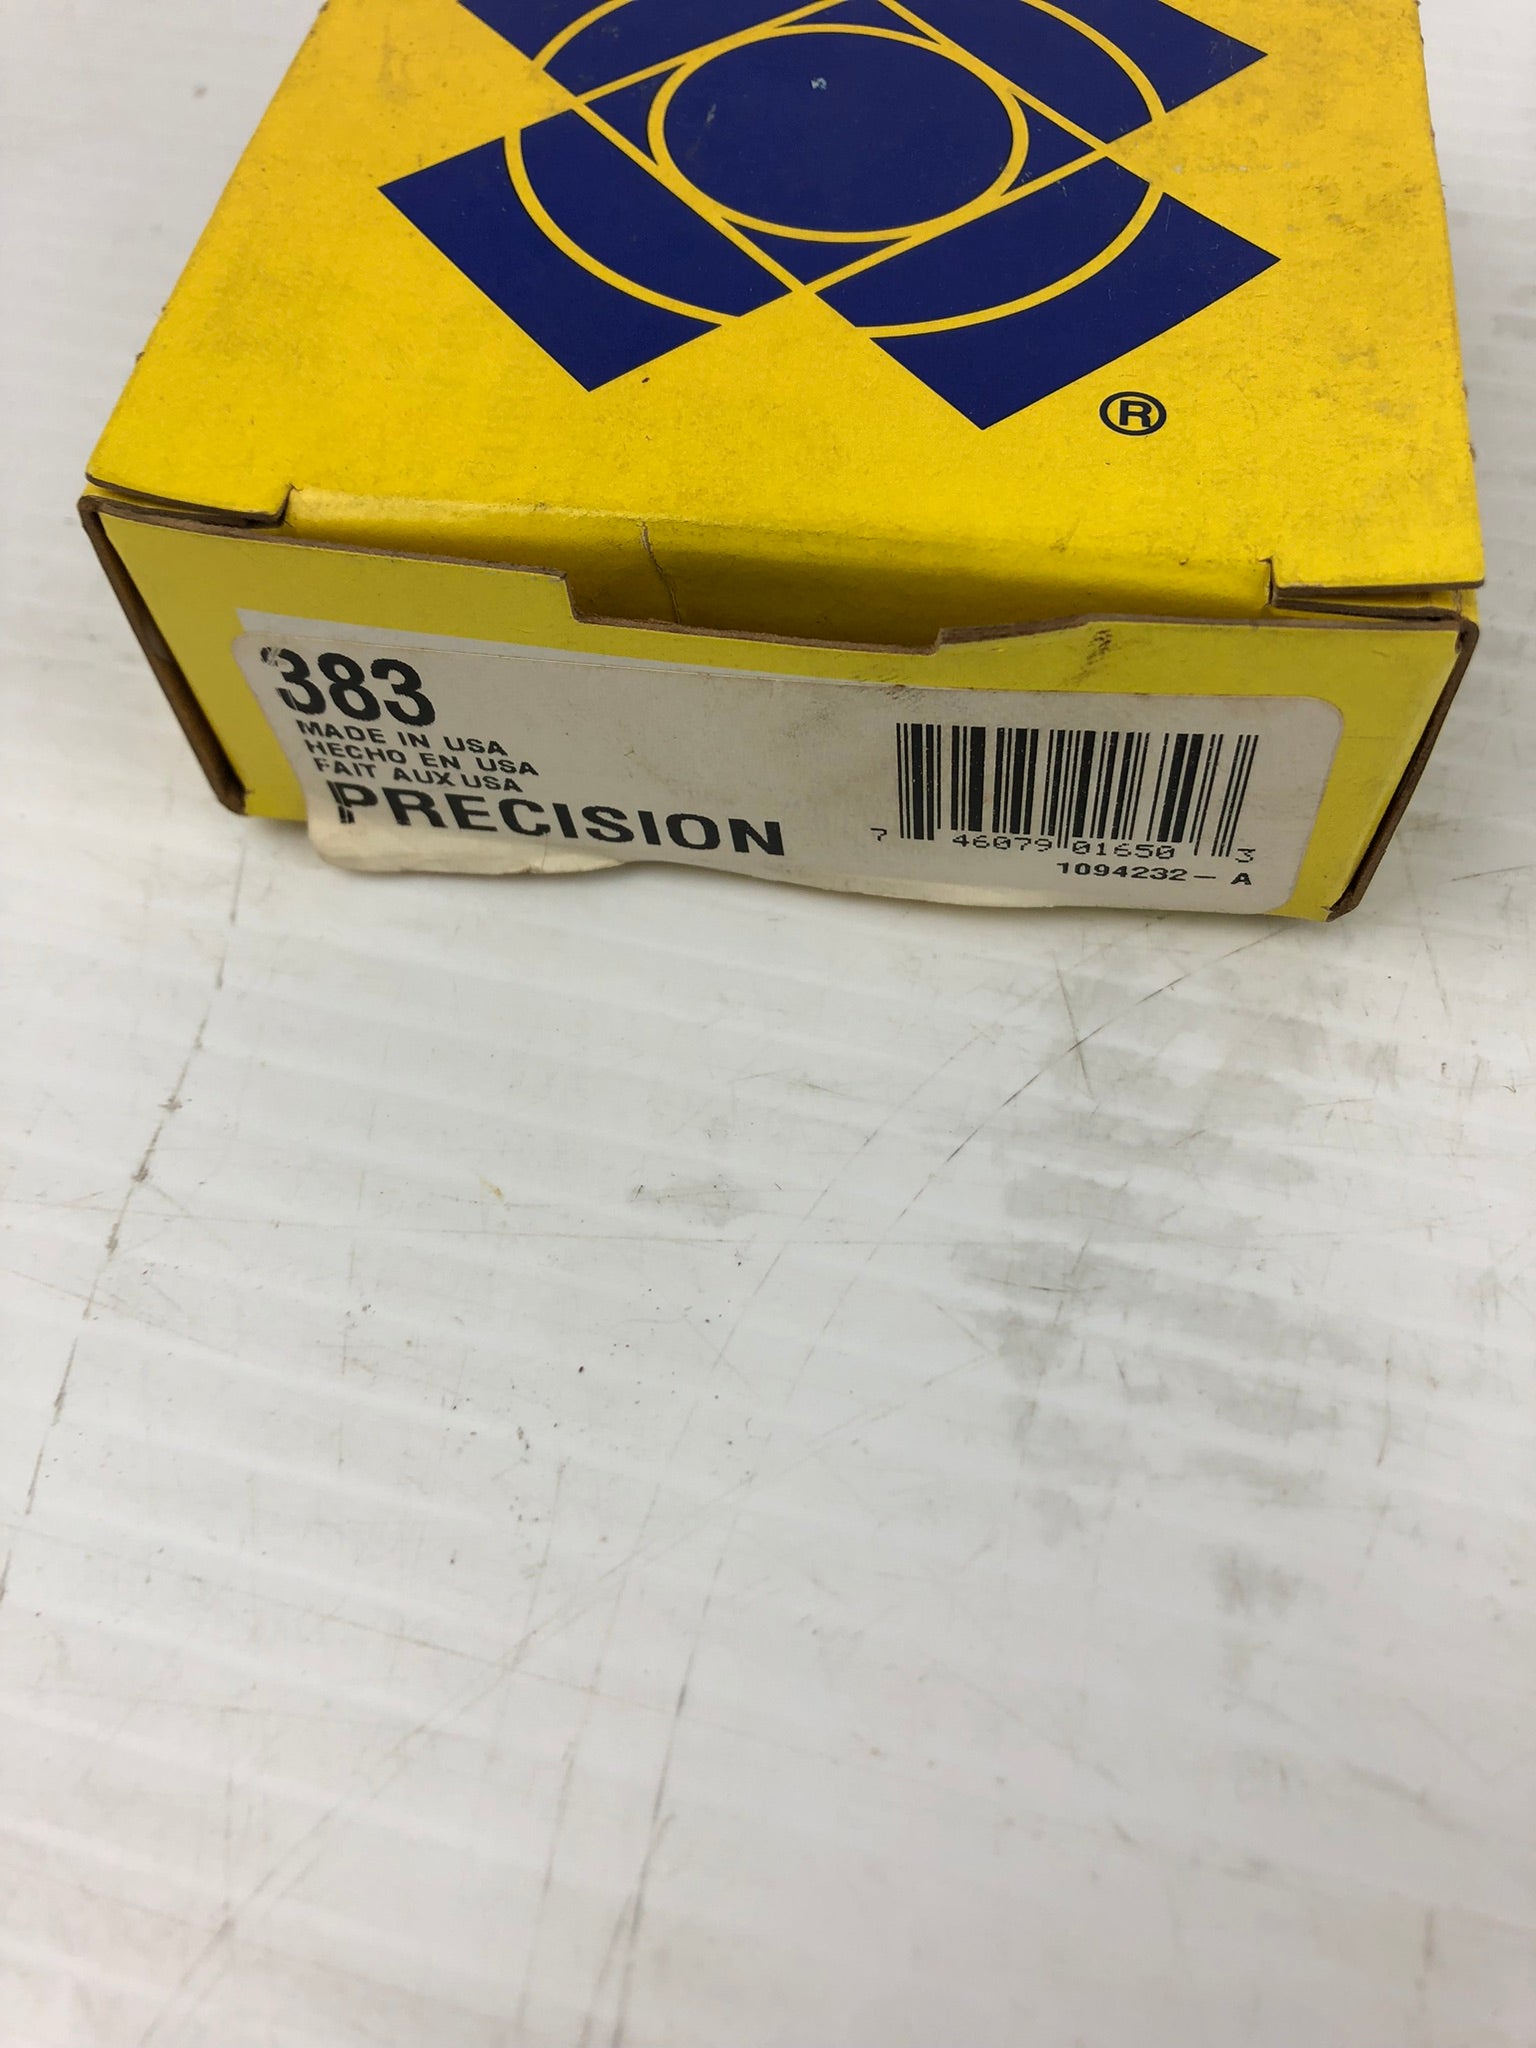 ®
383
MADE IN USA
HECHO EN USA
FAIT AUX USA
PRECISION
7 46079 01650 3
1094232-A